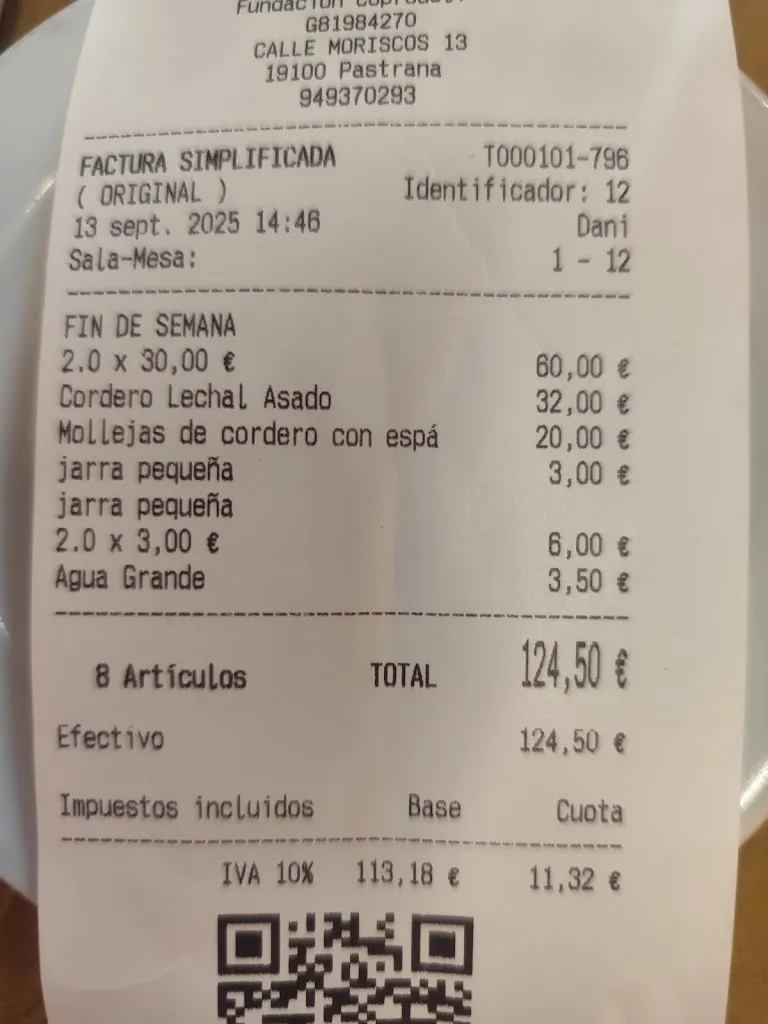 Fundación
G81984270
CALLE MORISCOS 13
19100 Pastrana
949370293
FACTURA SIMPLIFICADA T000101-796
( ORIGINAL ) Identificador: 12
13 sept. 2025 14:46 Dani
Sala-Mesa: 1 - 12
FIN DE SEMANA
2.0 x 30,00 € 60,00 €
Cordero Lechal Asado 32,00 €
Mollejas de cordero con espá 20,00 €
jarra pequeña 3,00 €
jarra pequeña
2.0 x 3,00 € 6,00 €
Agua Grande 3,50 €
8 Artículos TOTAL 124,50 €
Efectivo 124,50 €
Impuestos incluidos Base Cuota
IVA 10% 113,18 € 11,32 €